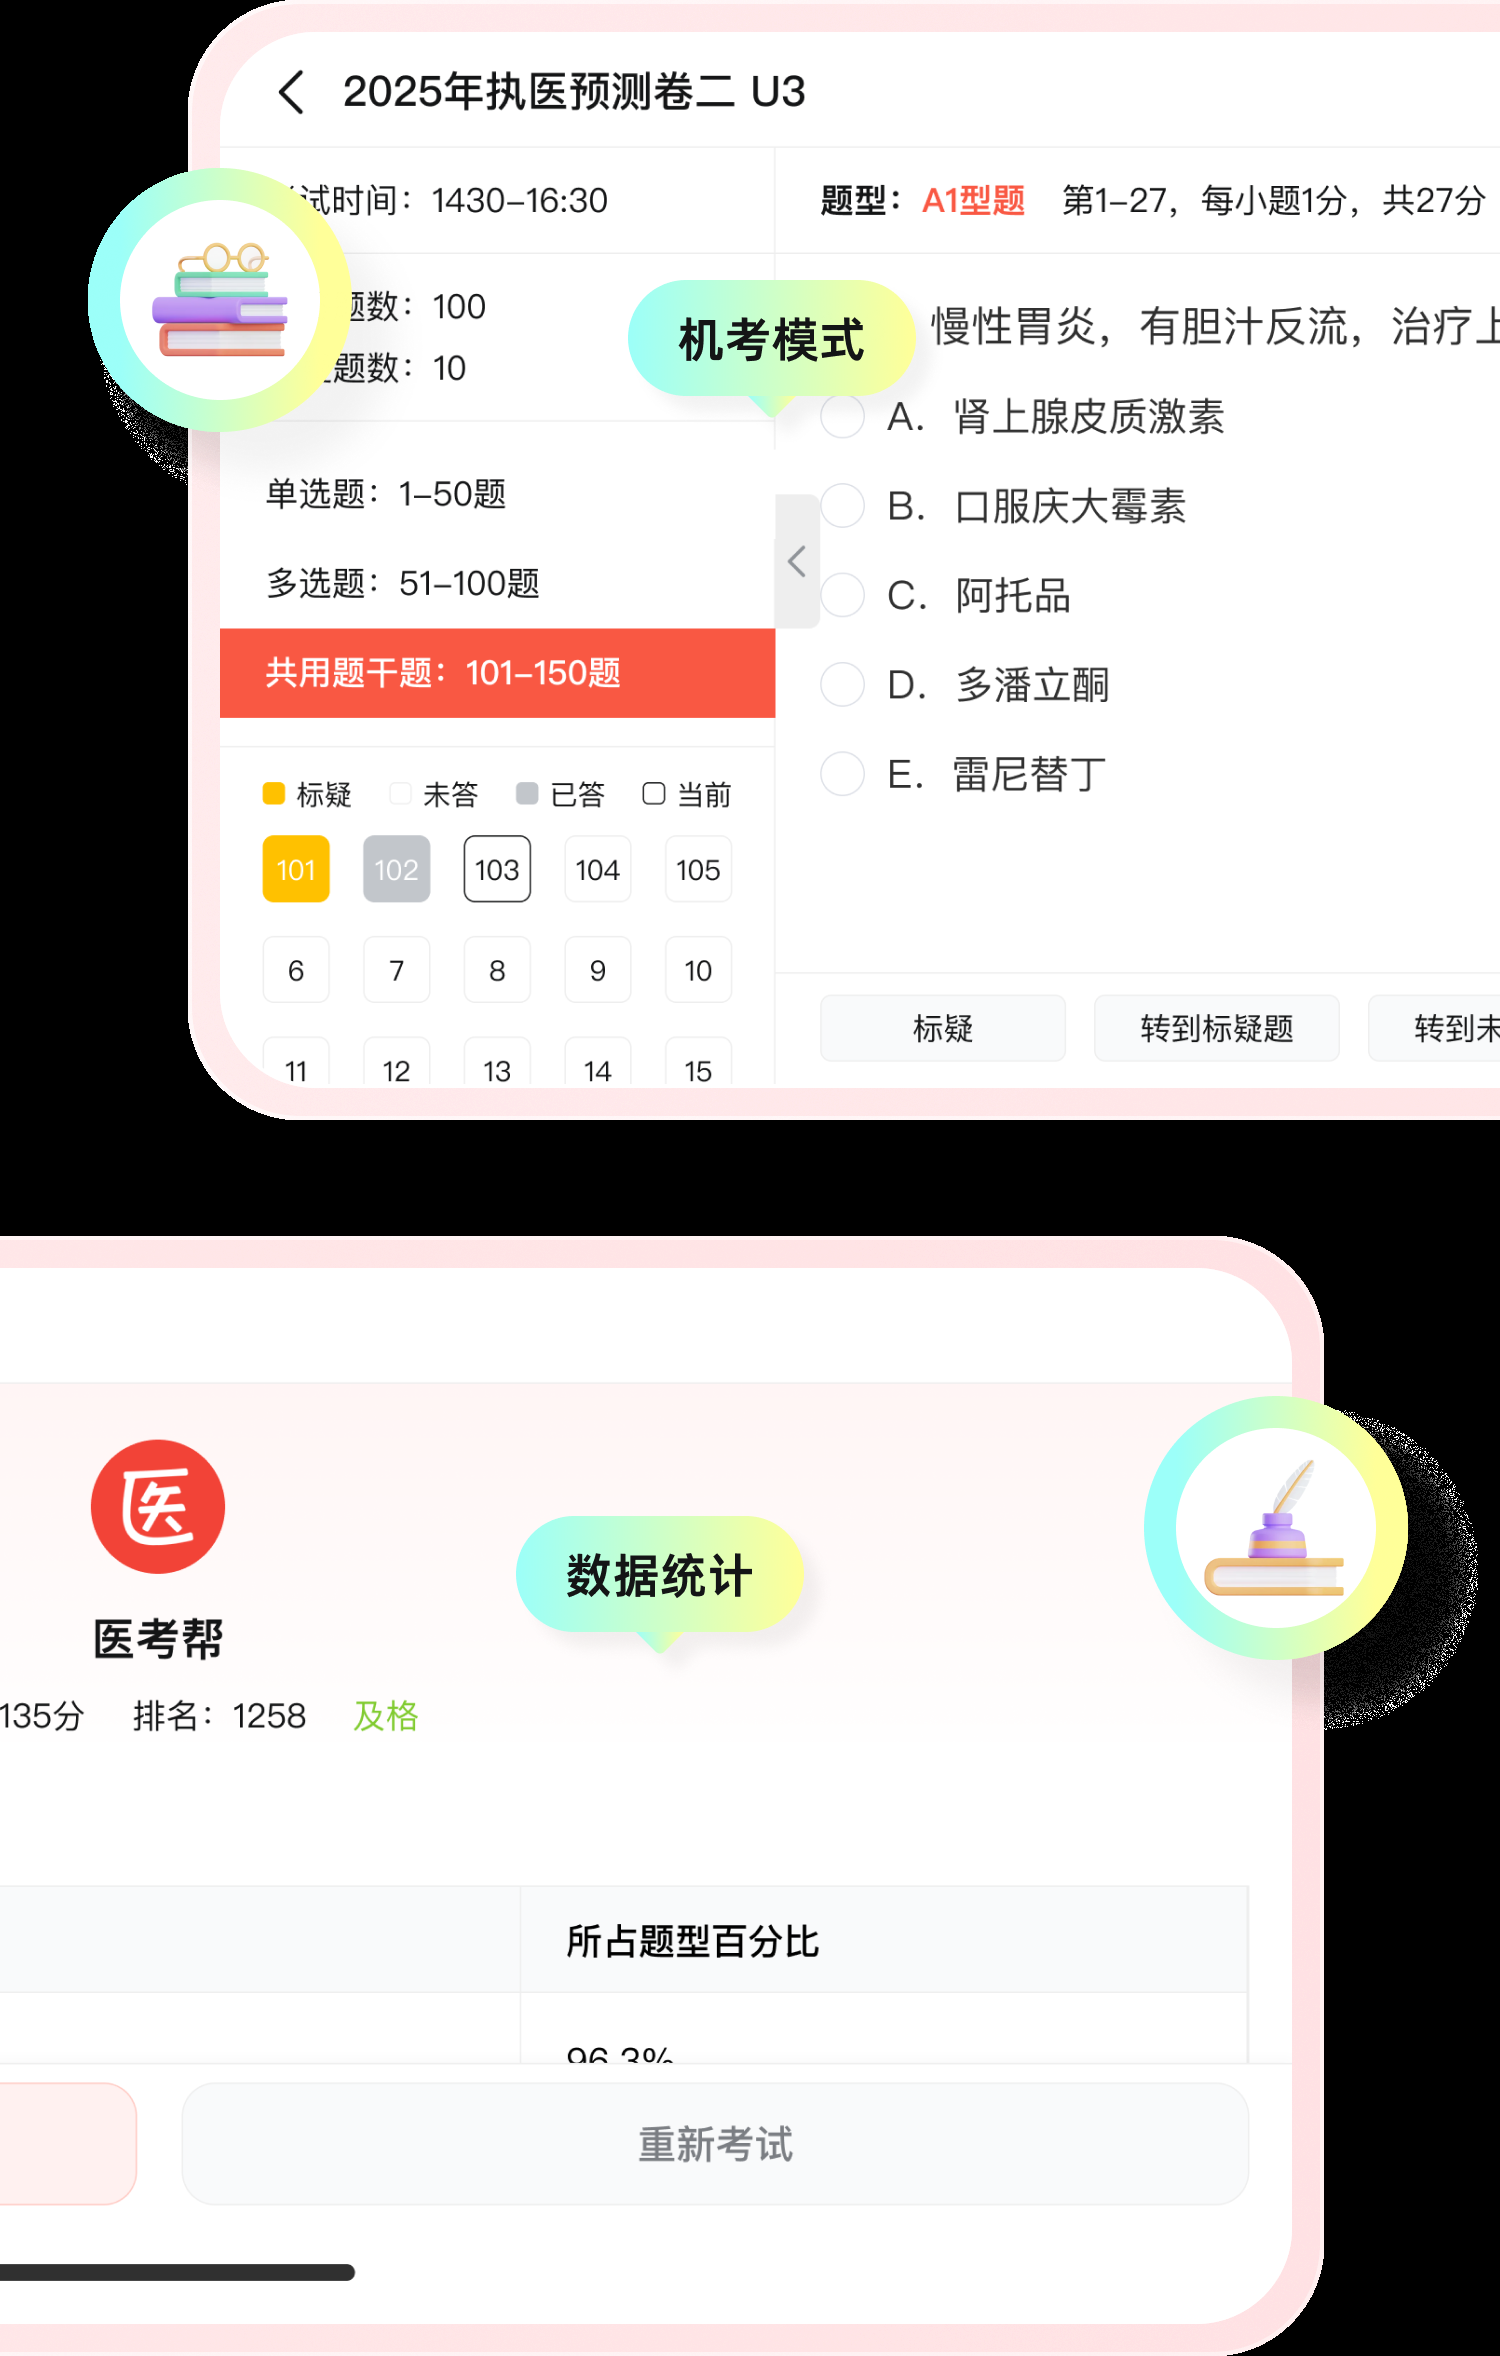 2025年执医预测卷二 U3
试时间：1430–16:30
题型：A1型题 第1–27，每小题1分，共27分
题数：100
题数：10
机考模式
慢性胃炎，有胆汁反流，治疗上
A. 肾上腺皮质激素
B. 口服庆大霉素
C. 阿托品
D. 多潘立酮
E. 雷尼替丁
单选题：1–50题
多选题：51–100题
共用题干题：101–150题
标疑 未答 已答 当前
101 102 103 104 105
6 7 8 9 10
11 12 13 14 15
标疑 转到标疑题 转到未
医
医考帮
数据统计
135分 排名：1258 及格
所占题型百分比
96.3%
重新考试